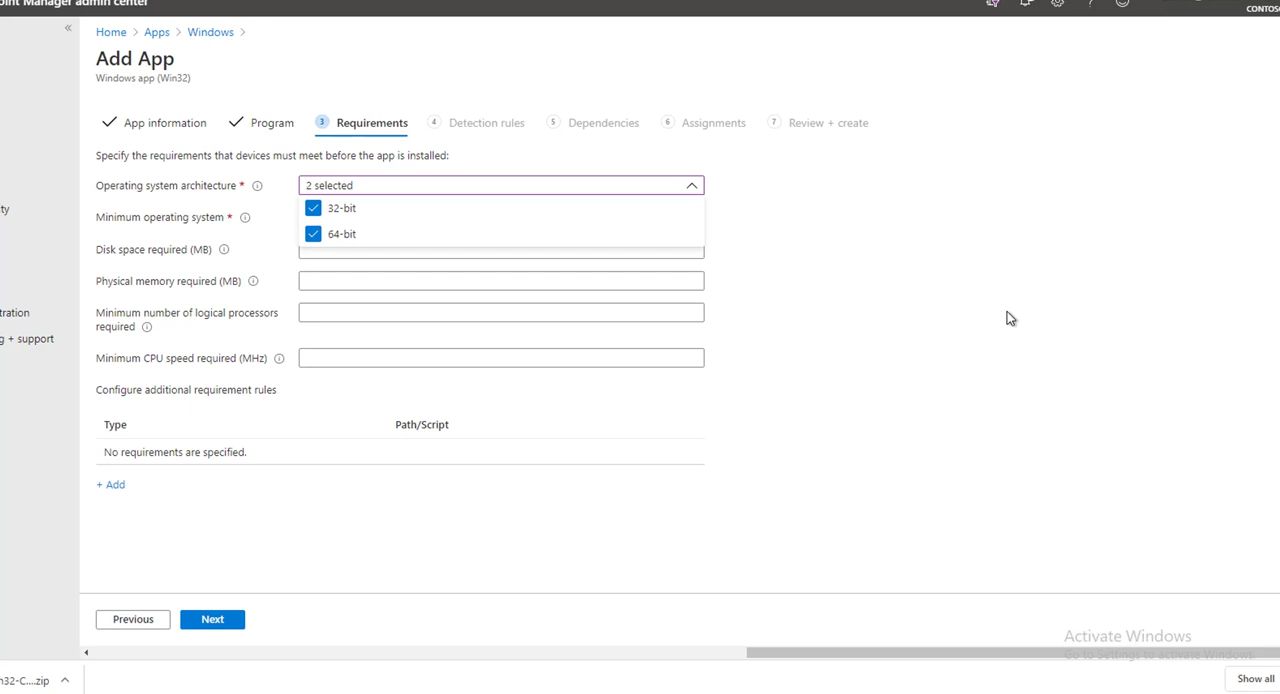 oint Manager admin center
CONTOSO
Home > Apps > Windows >
Add App
Windows app (Win32)
App information
Program
3 Requirements
4 Detection rules
5 Dependencies
6 Assignments
7 Review + create
Specify the requirements that devices must meet before the app is installed:
Operating system architecture *
2 selected
32-bit
ty
Minimum operating system *
64-bit
Disk space required (MB)
Physical memory required (MB)
tration
Minimum number of logical processors
required
g + support
Minimum CPU speed required (MHz)
Configure additional requirement rules
Type Path/Script
No requirements are specified.
+ Add
Previous
Next
Activate Windows
Go to Settings to activate Windows.
n32-C....zip
Show all